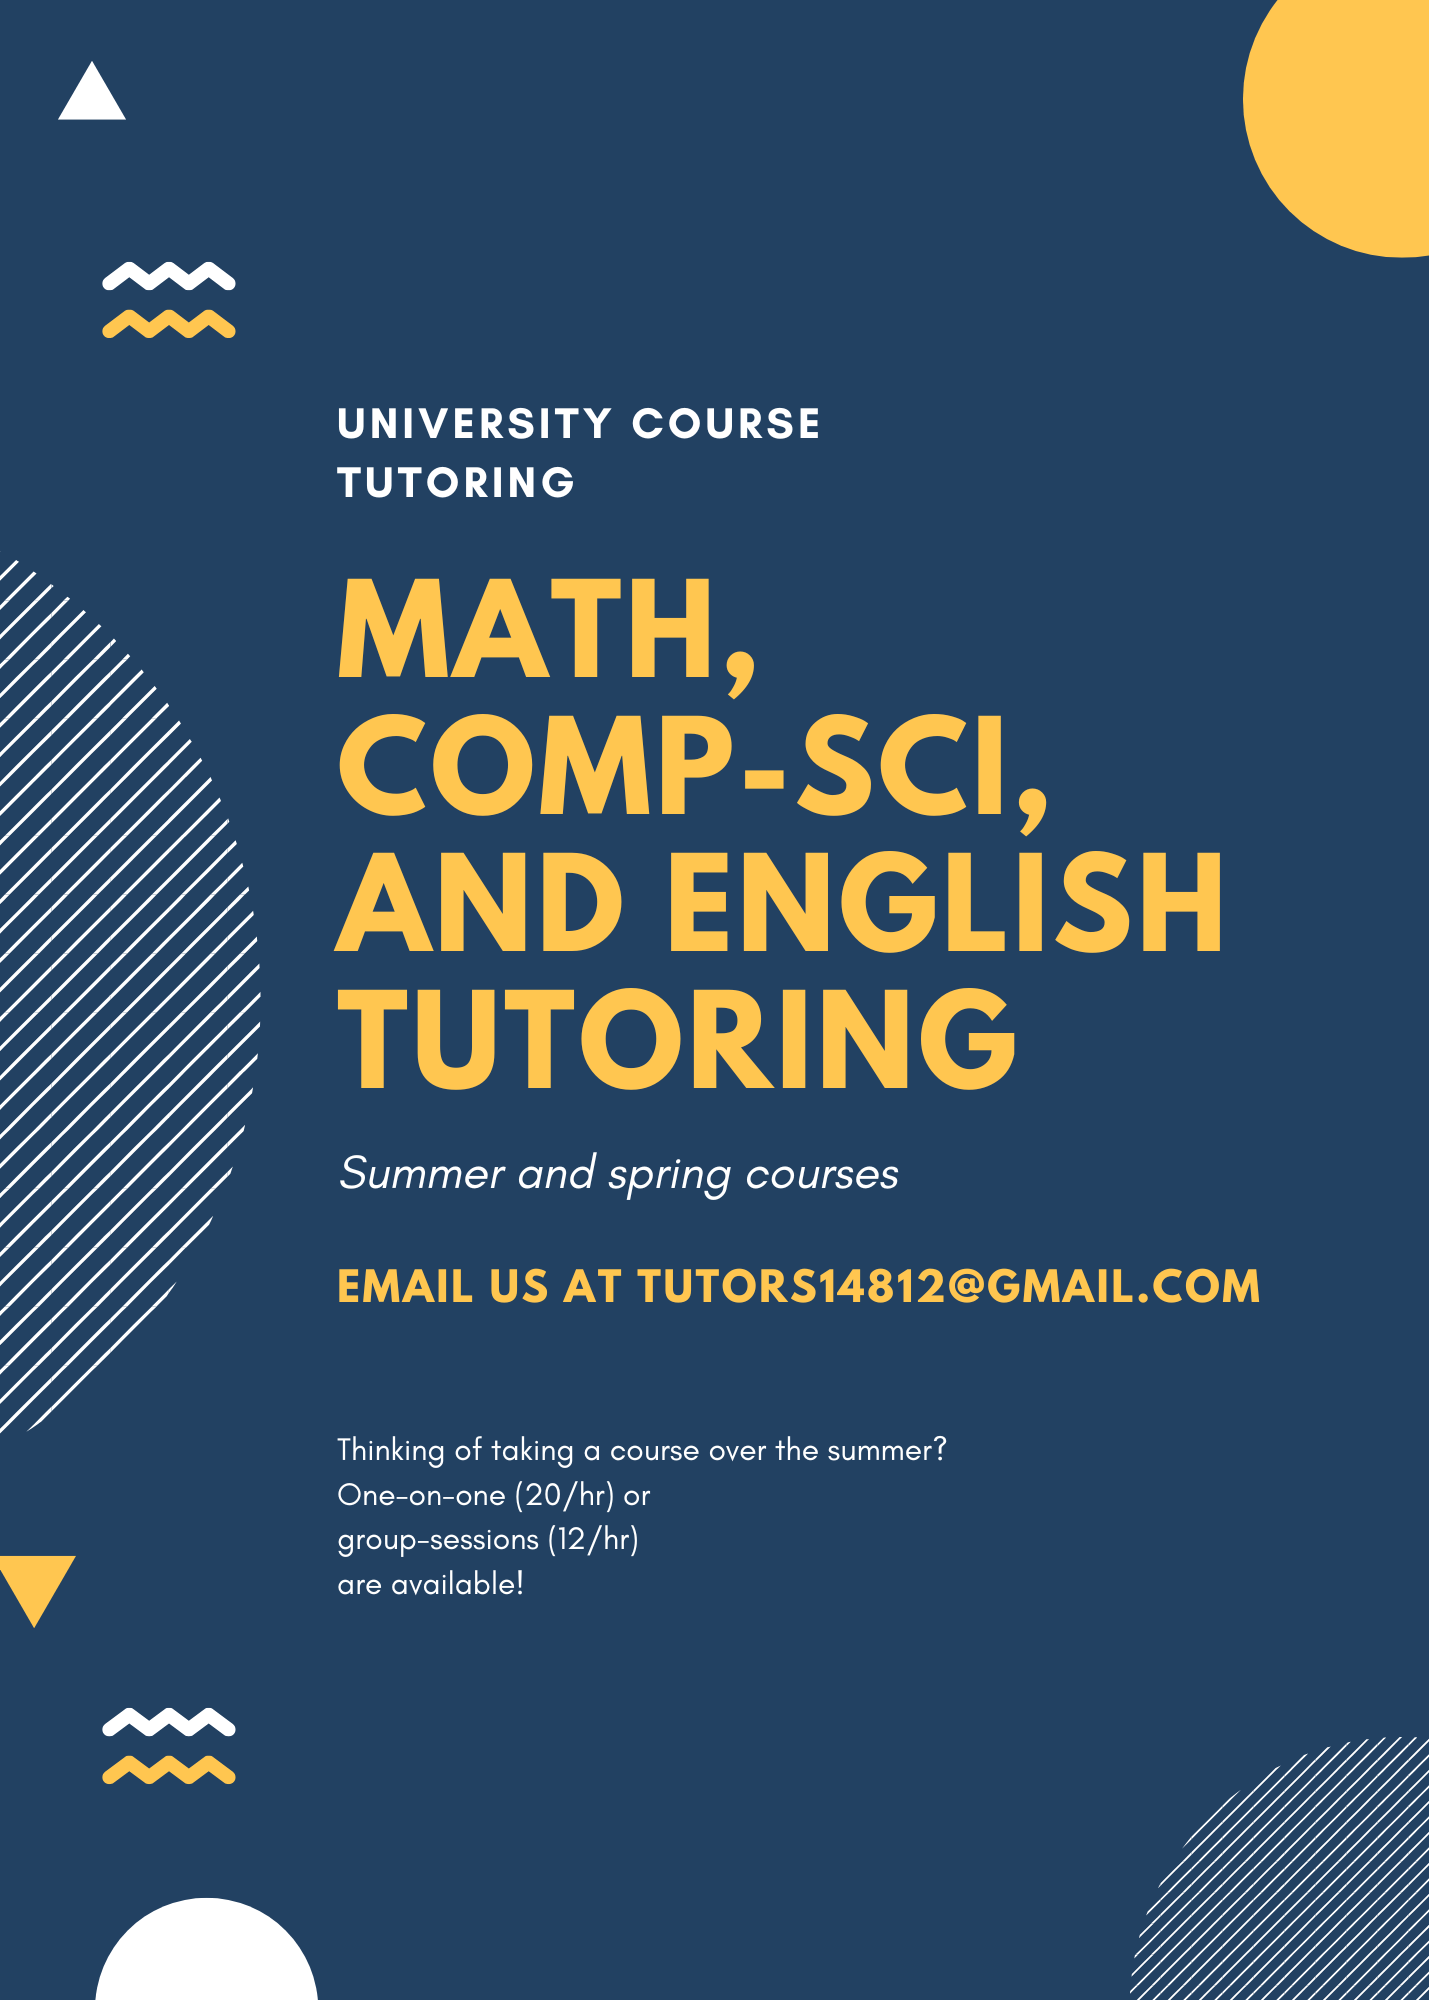 UNIVERSITY COURSE
TUTORING
MATH,
COMP-SCI,
AND ENGLISH
TUTORING
Summer and spring courses
EMAIL US AT TUTORS14812@GMAIL.COM
Thinking of taking a course over the summer?
One-on-one (20/hr) or
group-sessions (12/hr)
are available!